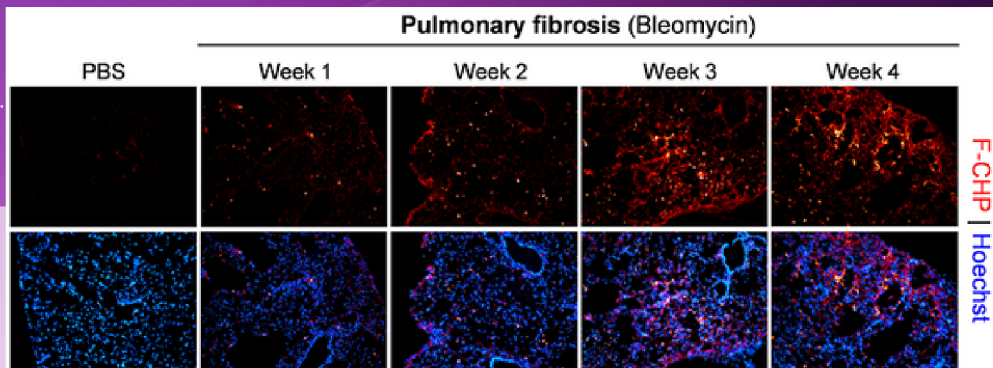 Pulmonary fibrosis (Bleomycin)
PBS Week 1 Week 2 Week 3 Week 4
F-CHP | Hoechst